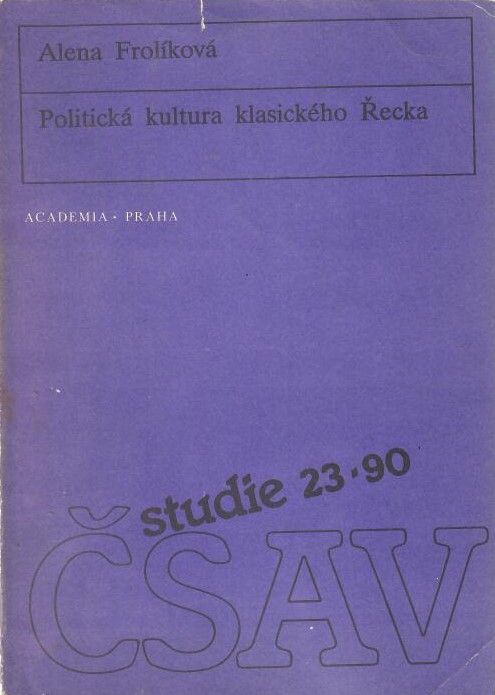 Alena Frolíková
Politická kultura klasického Řecka
ACADEMIA · PRAHA
studie 23·90
ČSAV